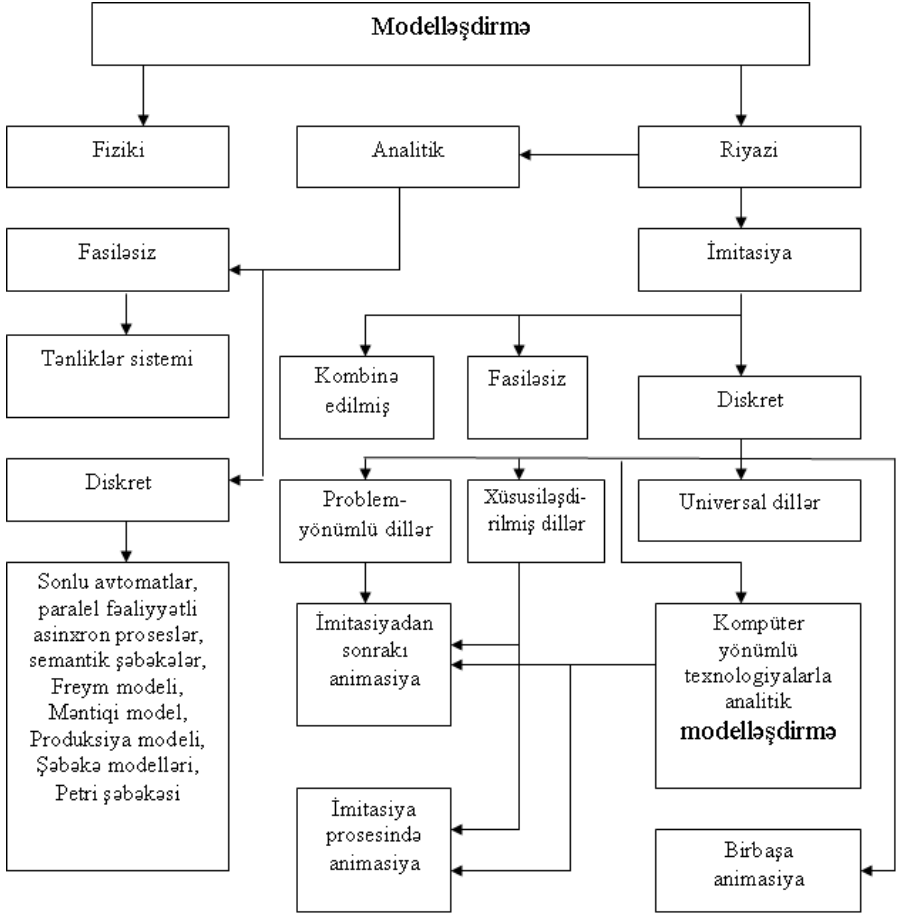 Modelləşdirmə
Fiziki
Analitik
Riyazi
Fasiləsiz
İmitasiya
Tənliklər sistemi
Kombinə
edilmiş
Fasiləsiz
Diskret
Diskret
Problem-
yönümlü dillər
Xüsusiləşdi-
rilmiş dillər
Universal dillər
Sonlu avtomatlar,
paralel fəaliyyətli
asinxron proseslər,
semantik şəbəkələr,
Freym modeli,
Məntiqi model,
Produksiya modeli,
Şəbəkə modelləri,
Petri şəbəkəsi
İmitasiyadan
sonrakı
animasiya
Kompüter
yönümlü
texnologiyalarla
analitik
modelləşdirmə
İmitasiya
prosesində
animasiya
Birbaşa
animasiya